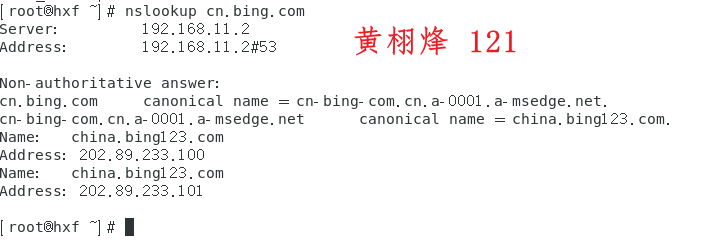 [root@hxf ~]# nslookup cn.bing.com
Server:         192.168.11.2
Address:        192.168.11.2#53
黄栩烽 121
Non-authoritative answer:
cn.bing.com     canonical name = cn-bing-com.cn.a-0001.a-msedge.net.
cn-bing-com.cn.a-0001.a-msedge.net      canonical name = china.bing123.com.
Name:   china.bing123.com
Address: 202.89.233.100
Name:   china.bing123.com
Address: 202.89.233.101
[root@hxf ~]#